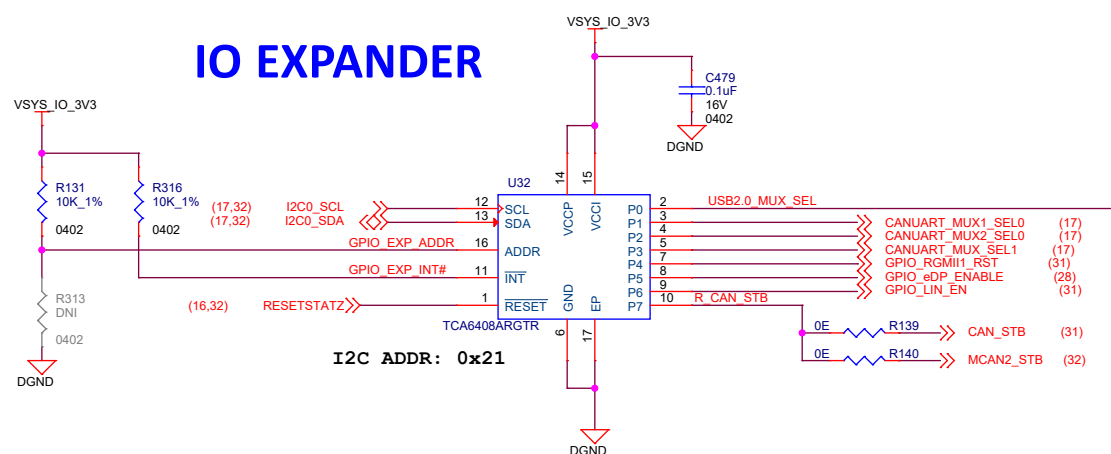 IO EXPANDER
VSYS_IO_3V3
C479
0.1uF
16V
0402
DGND
VSYS_IO_3V3
R131
10K_1%
0402
R316
10K_1%
0402
(17,32) I2C0_SCL
(17,32) I2C0_SDA
GPIO_EXP_ADDR
GPIO_EXP_INT#
(16,32) RESETSTATZ
R313
DNI
0402
DGND
U32
14 15
VCCP VCCI
12 SCL
13 SDA
16 ADDR
11 INT
1 RESET
GND EP
6 17
TCA6408ARGTR
I2C ADDR: 0x21
DGND
P0 2 USB2.0_MUX_SEL
P1 3 CANUART_MUX1_SEL0 (17)
P2 4 CANUART_MUX2_SEL0 (17)
P3 5 CANUART_MUX_SEL1 (17)
P4 7 GPIO_RGMII1_RST (31)
P5 8 GPIO_eDP_ENABLE (28)
P6 9 GPIO_LIN_EN (31)
P7 10 R_CAN_STB
0E R139 CAN_STB (31)
0E R140 MCAN2_STB (32)